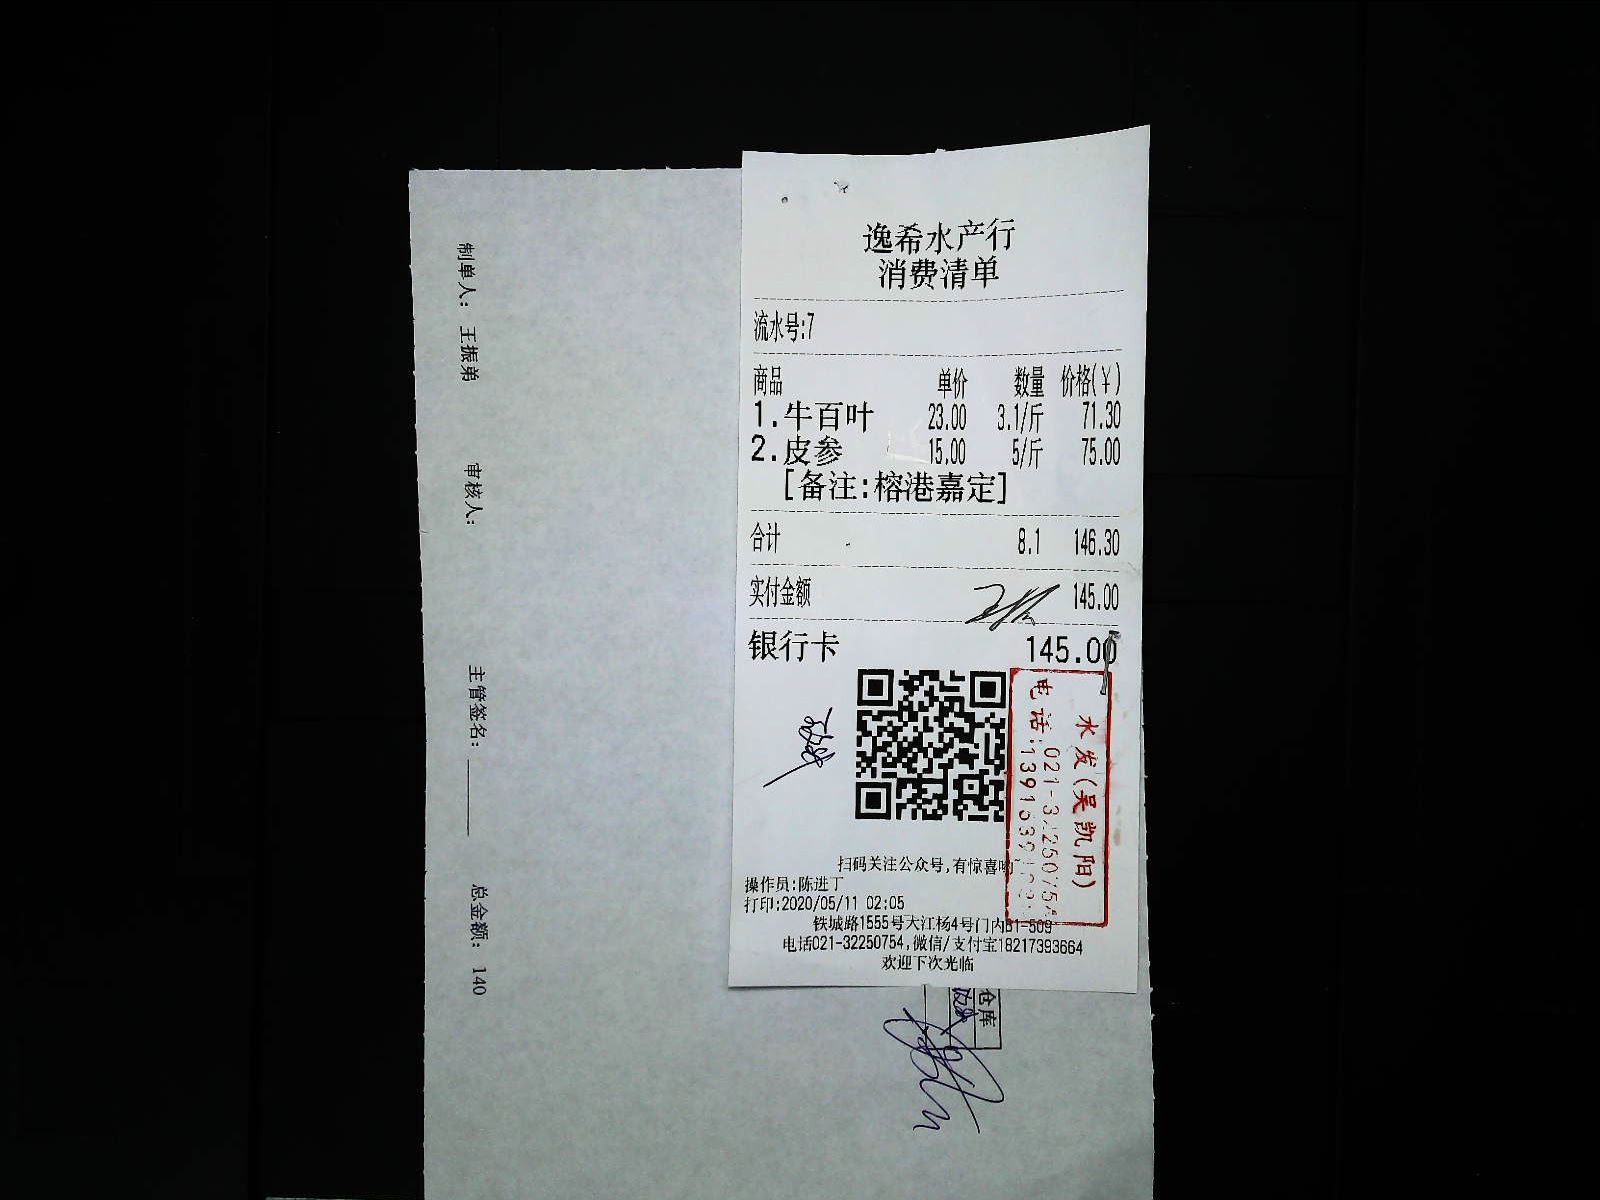 逸希水产行
消费清单
流水号:7
商品 单价 数量 价格(¥)
1.牛百叶 23.00 3.1/斤 71.30
2.皮参 15.00 5/斤 75.00
[备注:榕港嘉定]
合计 8.1 146.30
实付金额 145.00
银行卡 145.00
水发(吴凯阳)
电话:021-3
扫码关注公众号,有惊喜哟
操作员:陈进丁
打印:2020/05/11 02:05
铁城路1555号大江杨4号门内B1-509
电话021-32250754,微信/支付宝18217393664
欢迎下次光临
制单人: 王振弟 审核人: 主管签名: 总金额: 140
仓库